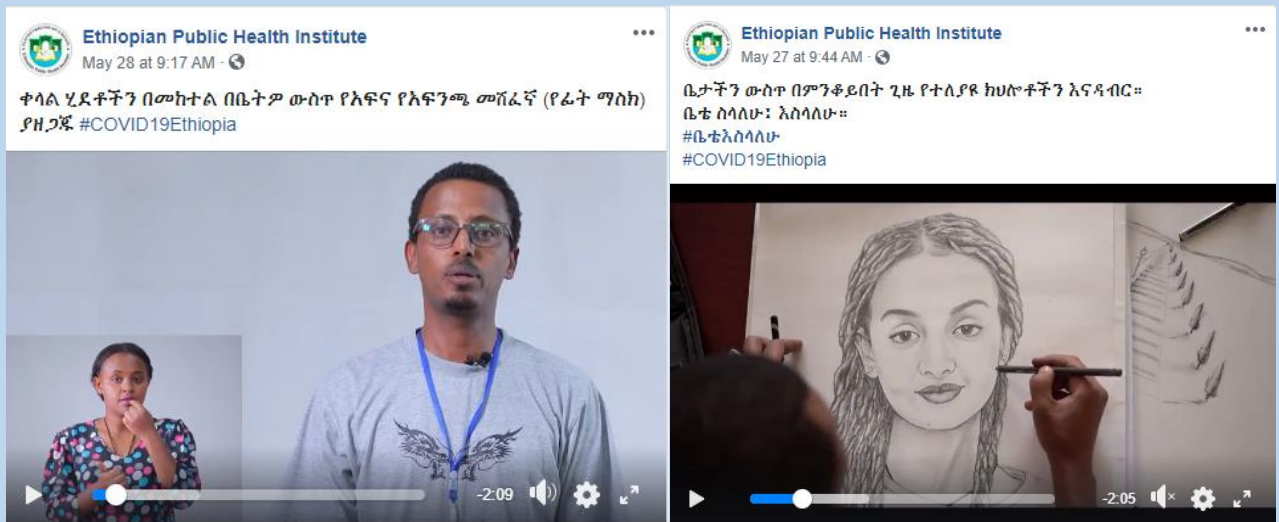 Ethiopian Public Health Institute
May 28 at 9:17 AM ·
ቀላል ሂደቶችን በመከተል በቤትዎ ውስጥ የአፍና የአፍንጫ መሸፈኛ (የፊት ማስክ)
ያዘጋጁ #COVID19Ethiopia
-2:09
Ethiopian Public Health Institute
May 27 at 9:44 AM ·
ቤታችን ውስጥ በምንቆይበት ጊዜ የተለያዩ ክህሎቶችን እናዳብር።
ቤቴ ስላለሁ፤ እስላለሁ።
#ቤቴእስላለሁ
#COVID19Ethiopia
-2:05